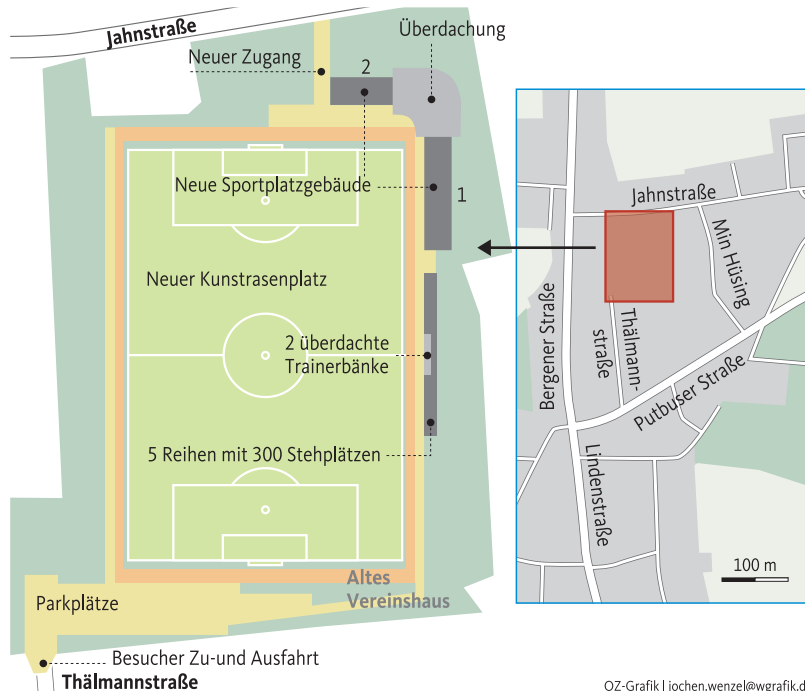 Jahnstraße
Überdachung
Neuer Zugang
2
Neue Sportplatzgebäude
1
Neuer Kunstrasenplatz
2 überdachte
Trainerbänke
5 Reihen mit 300 Stehplätzen
Altes
Vereinshaus
Parkplätze
Besucher Zu-und Ausfahrt
Thälmannstraße
Jahnstraße
Min Hüsing
Bergener Straße
Thälmann-
straße
Putbuser Straße
Lindenstraße
100 m
OZ-Grafik | jochen.wenzel@wgrafik.d